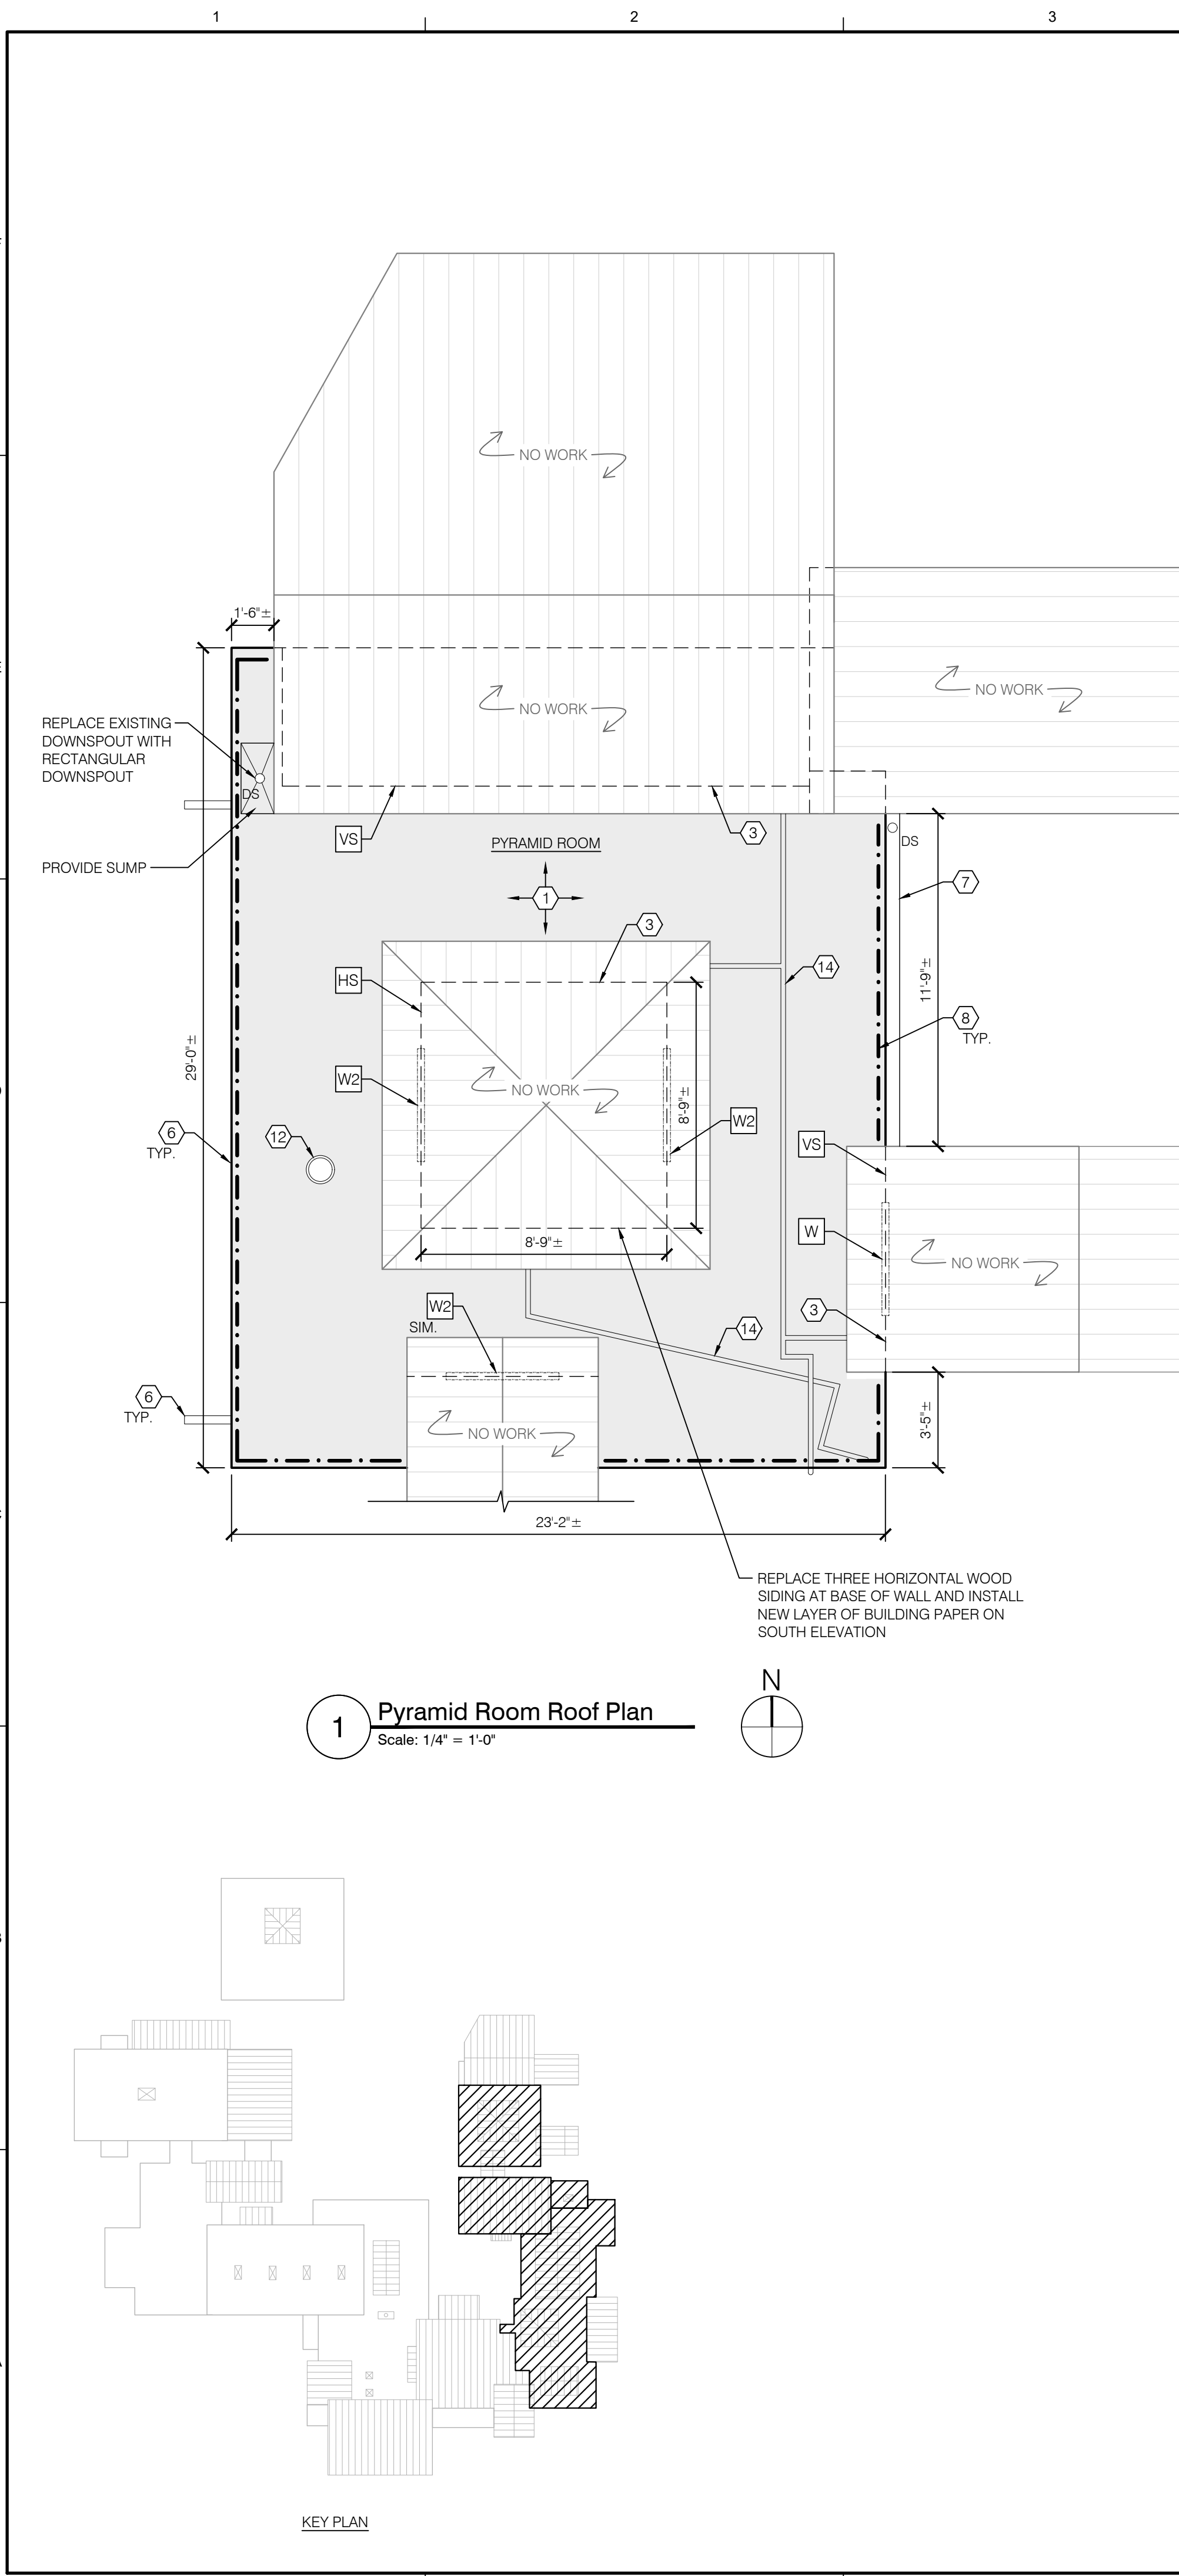 1
2
3
NO WORK
1'-6"±
NO WORK
NO WORK
REPLACE EXISTING
DOWNSPOUT WITH
RECTANGULAR
DOWNSPOUT
DS
PROVIDE SUMP
VS
3
PYRAMID ROOM
DS
7
1
3
HS
14
11'-9"±
8
TYP.
29'-0"±
W2
NO WORK
8'-9"±
W2
6
TYP.
12
VS
W
8'-9"±
NO WORK
W2
SIM.
3
14
6
TYP.
NO WORK
3'-5"±
23'-2"±
REPLACE THREE HORIZONTAL WOOD
SIDING AT BASE OF WALL AND INSTALL
NEW LAYER OF BUILDING PAPER ON
SOUTH ELEVATION
N
1
Pyramid Room Roof Plan
Scale: 1/4" = 1'-0"
KEY PLAN